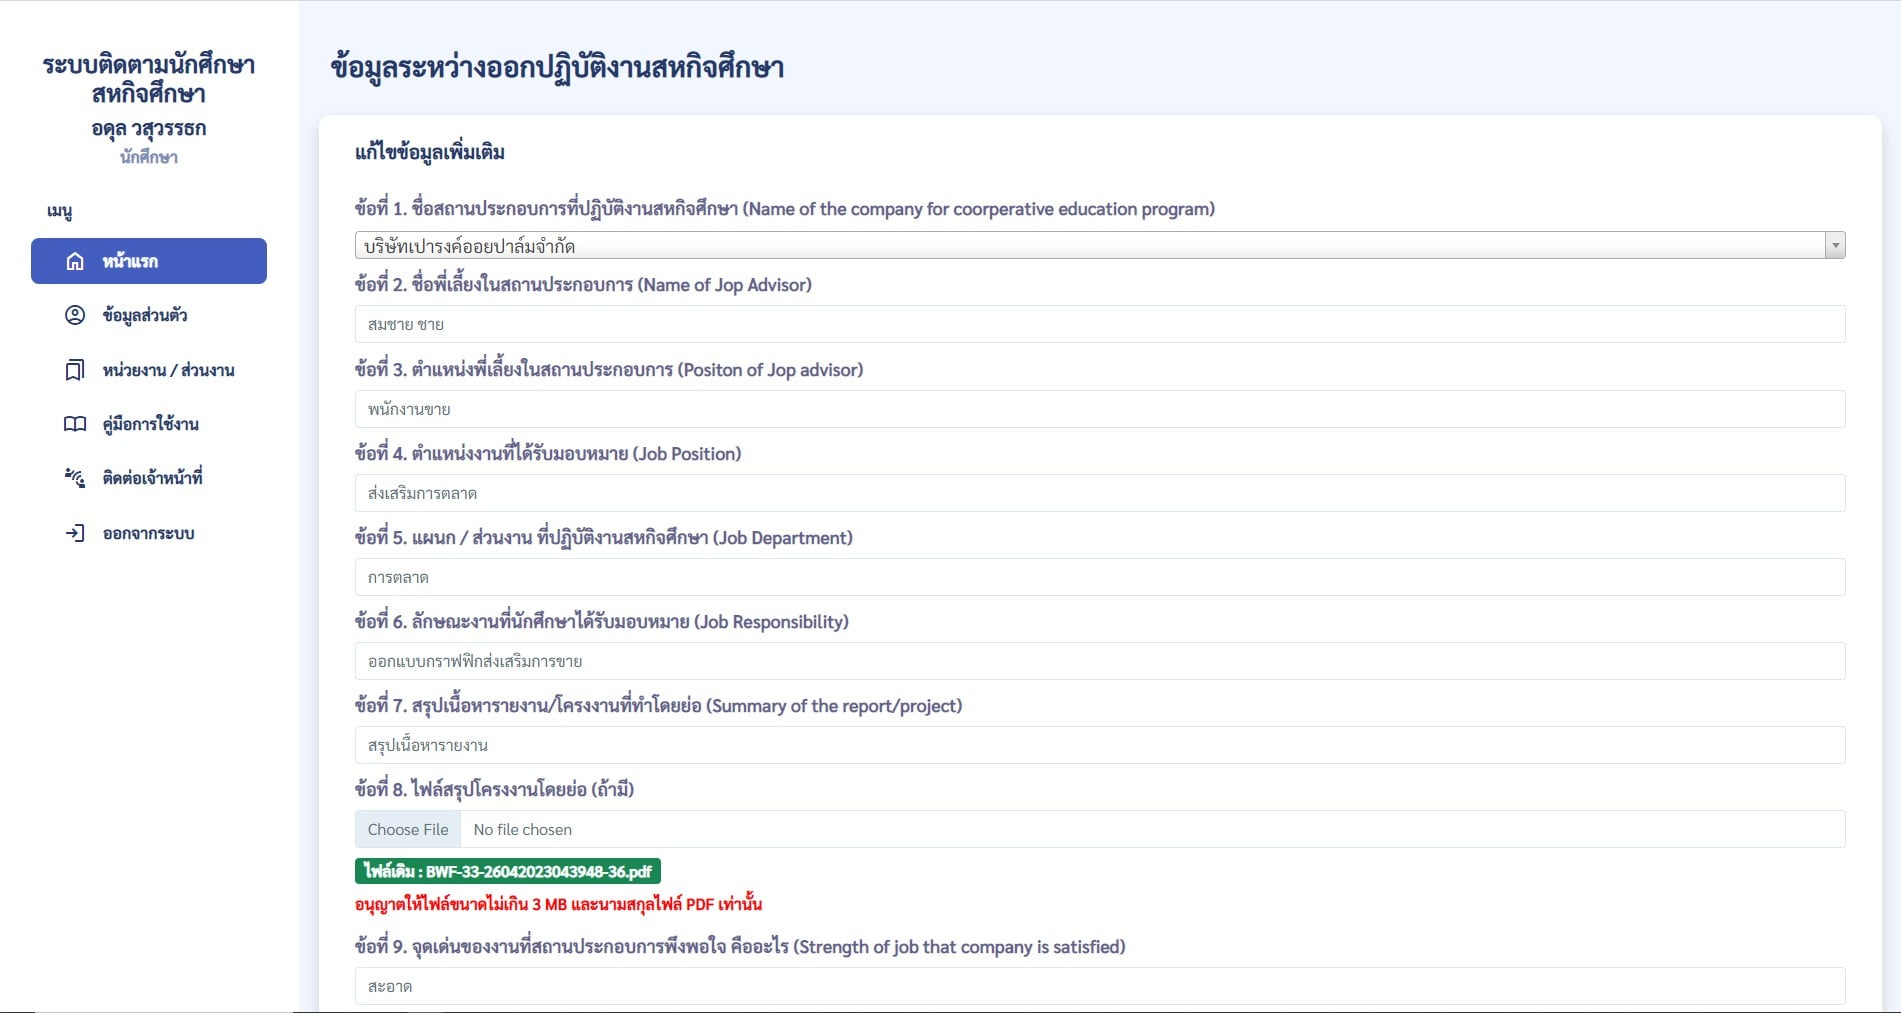 ระบบติดตามนักศึกษา
สหกิจศึกษา
อดุล วสุวรรธก
นักศึกษา
เมนู
หน้าแรก
ข้อมูลส่วนตัว
หน่วยงาน / ส่วนงาน
คู่มือการใช้งาน
ติดต่อเจ้าหน้าที่
ออกจากระบบ
ข้อมูลระหว่างออกปฏิบัติงานสหกิจศึกษา
แก้ไขข้อมูลเพิ่มเติม
ข้อที่ 1. ชื่อสถานประกอบการที่ปฏิบัติงานสหกิจศึกษา (Name of the company for coorperative education program)
บริษัทเปารงค์ออยปาล์มจำกัด
ข้อที่ 2. ชื่อพี่เลี้ยงในสถานประกอบการ (Name of Jop Advisor)
สมชาย ชาย
ข้อที่ 3. ตำแหน่งพี่เลี้ยงในสถานประกอบการ (Positon of Jop advisor)
พนักงานขาย
ข้อที่ 4. ตำแหน่งงานที่ได้รับมอบหมาย (Job Position)
ส่งเสริมการตลาด
ข้อที่ 5. แผนก / ส่วนงาน ที่ปฏิบัติงานสหกิจศึกษา (Job Department)
การตลาด
ข้อที่ 6. ลักษณะงานที่นักศึกษาได้รับมอบหมาย (Job Responsibility)
ออกแบบกราฟฟิกส่งเสริมการขาย
ข้อที่ 7. สรุปเนื้อหารายงาน/โครงงานที่ทำโดยย่อ (Summary of the report/project)
สรุปเนื้อหารายงาน
ข้อที่ 8. ไฟล์สรุปโครงงานโดยย่อ (ถ้ามี)
Choose File No file chosen
ไฟล์เดิม : BWF-33-26042023043948-36.pdf
อนุญาตให้ไฟล์ขนาดไม่เกิน 3 MB และนามสกุลไฟล์ PDF เท่านั้น
ข้อที่ 9. จุดเด่นของงานที่สถานประกอบการพึงพอใจ คืออะไร (Strength of job that company is satisfied)
สะอาด